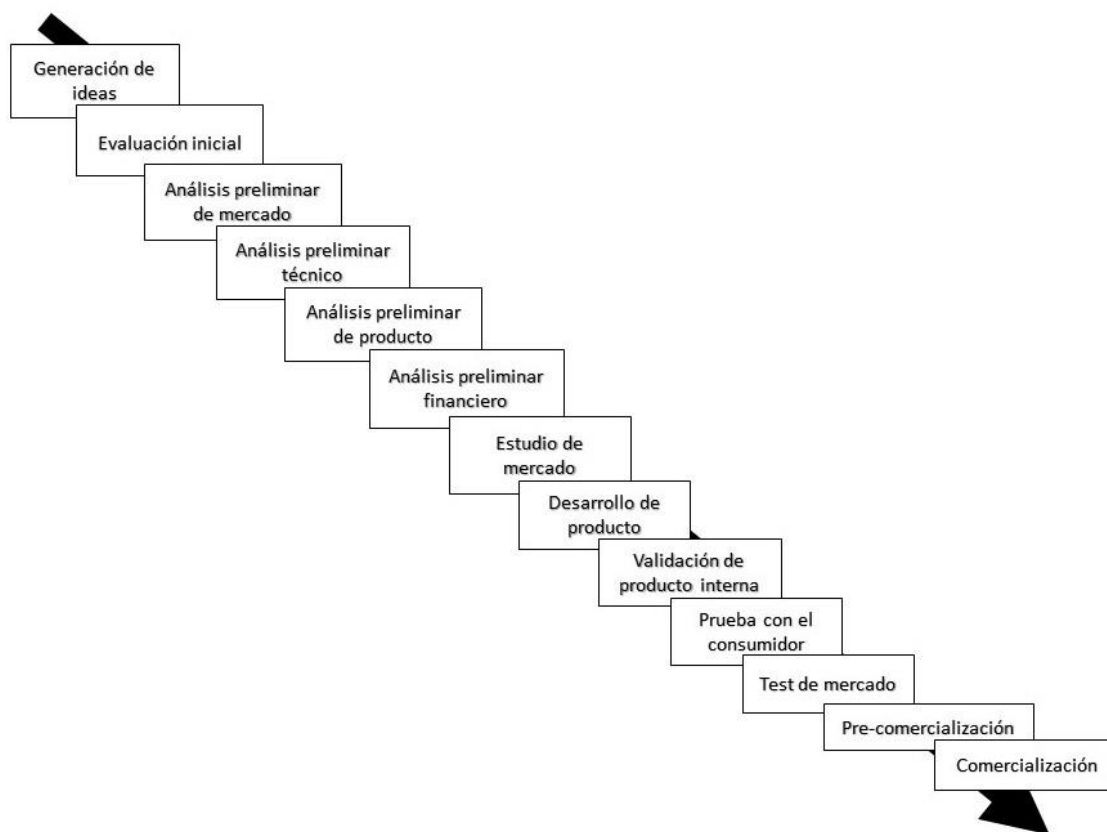 Generación de
ideas
Evaluación inicial
Análisis preliminar
de mercado
Análisis preliminar
técnico
Análisis preliminar
de producto
Análisis preliminar
financiero
Estudio de
mercado
Desarrollo de
producto
Validación de
producto interna
Prueba con el
consumidor
Test de mercado
Pre-comercialización
Comercialización